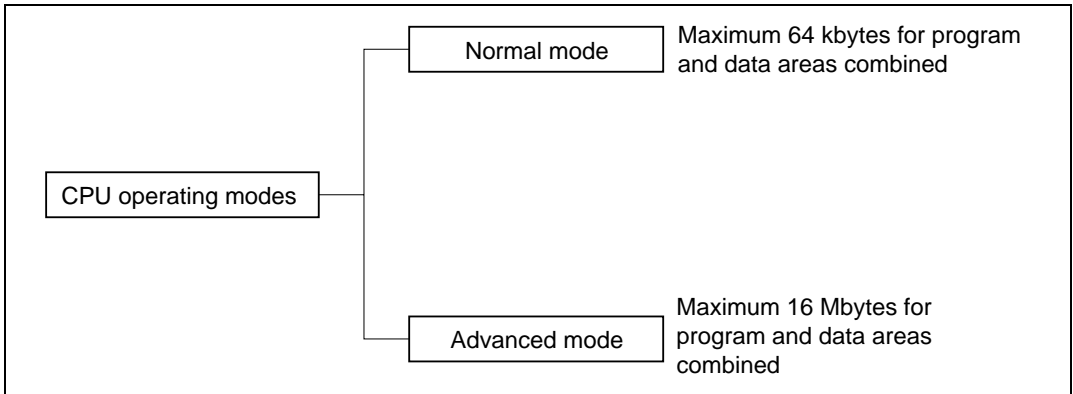 Normal mode
Maximum 64 kbytes for program
and data areas combined
CPU operating modes
Advanced mode
Maximum 16 Mbytes for
program and data areas
combined